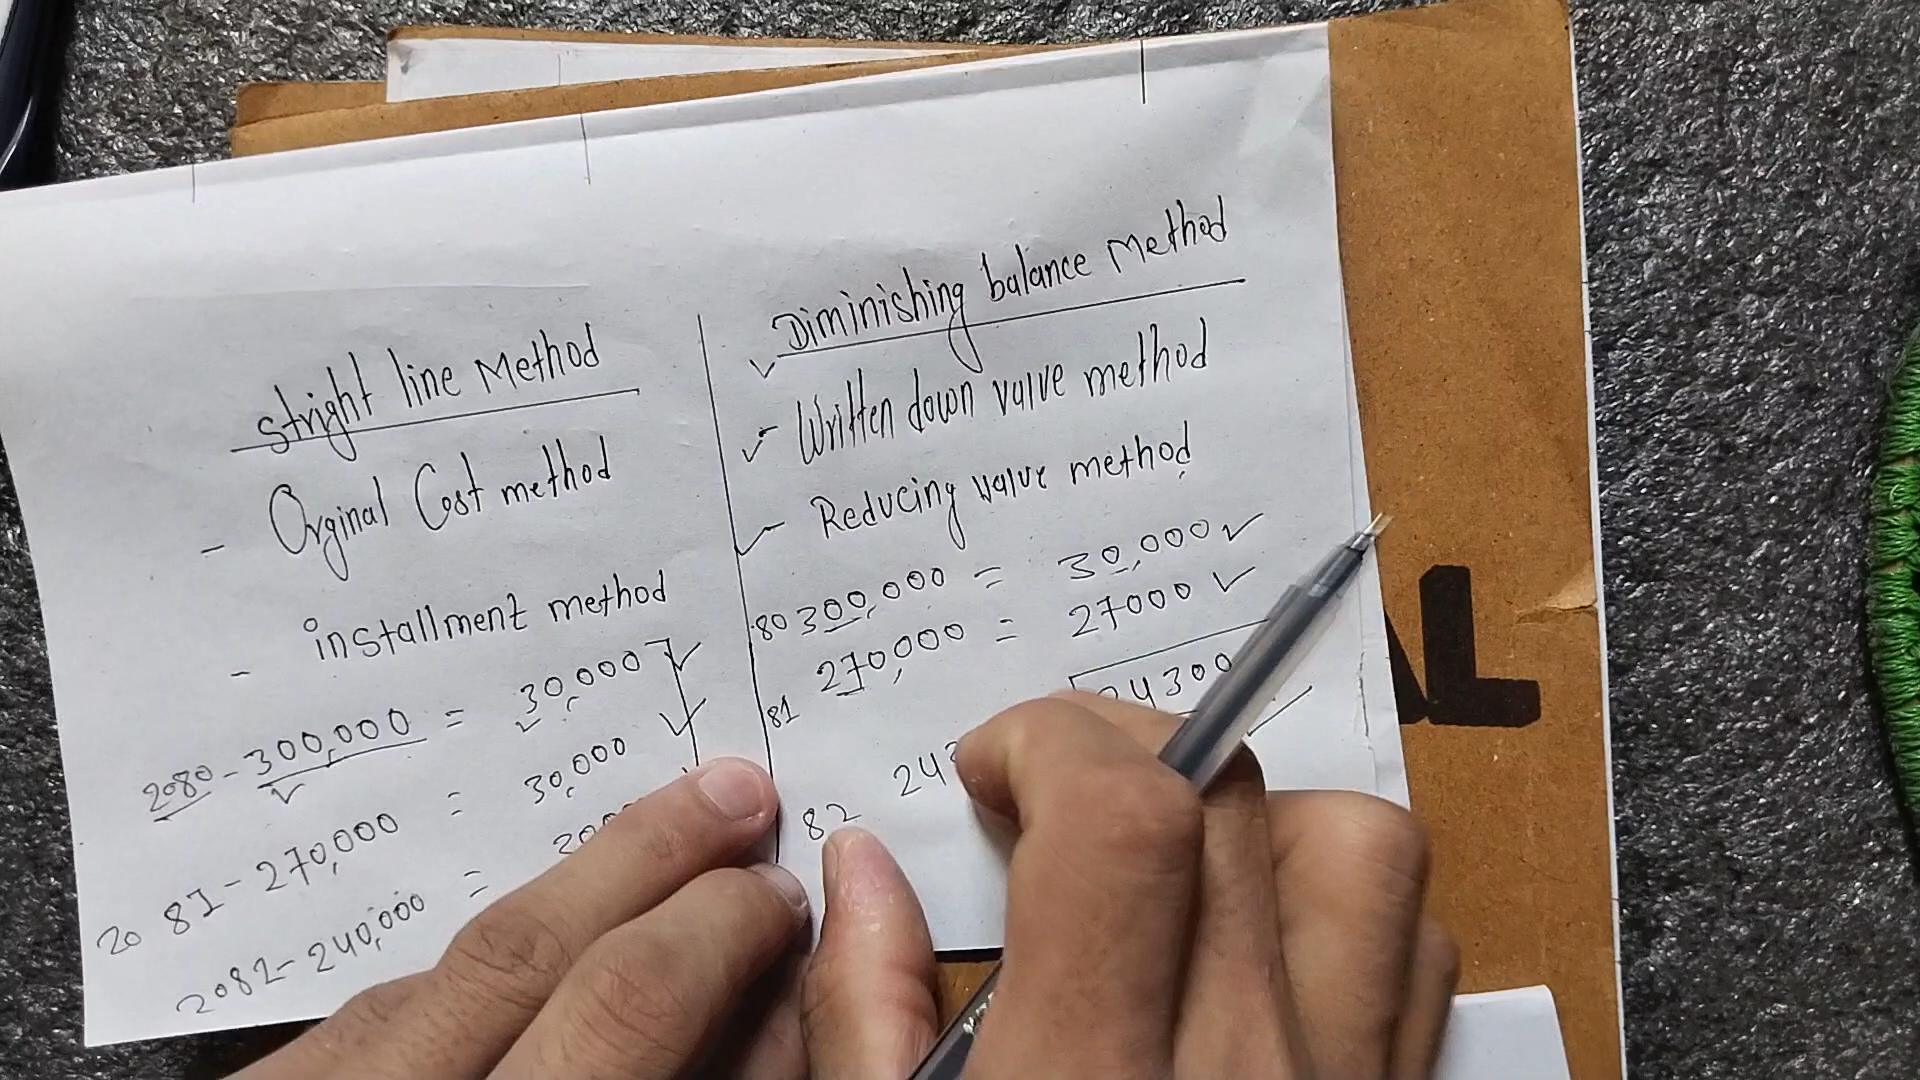 Stright line Method
- Orginal Cost method
- installment method
2080 - 300,000 = 30,000
2081 - 270,000 = 30,000
2082 - 240,000 =
Diminishing balance Method
Written down value method
Reducing value method
80 300,000 = 30,000
81 270,000 = 27000
82
AL